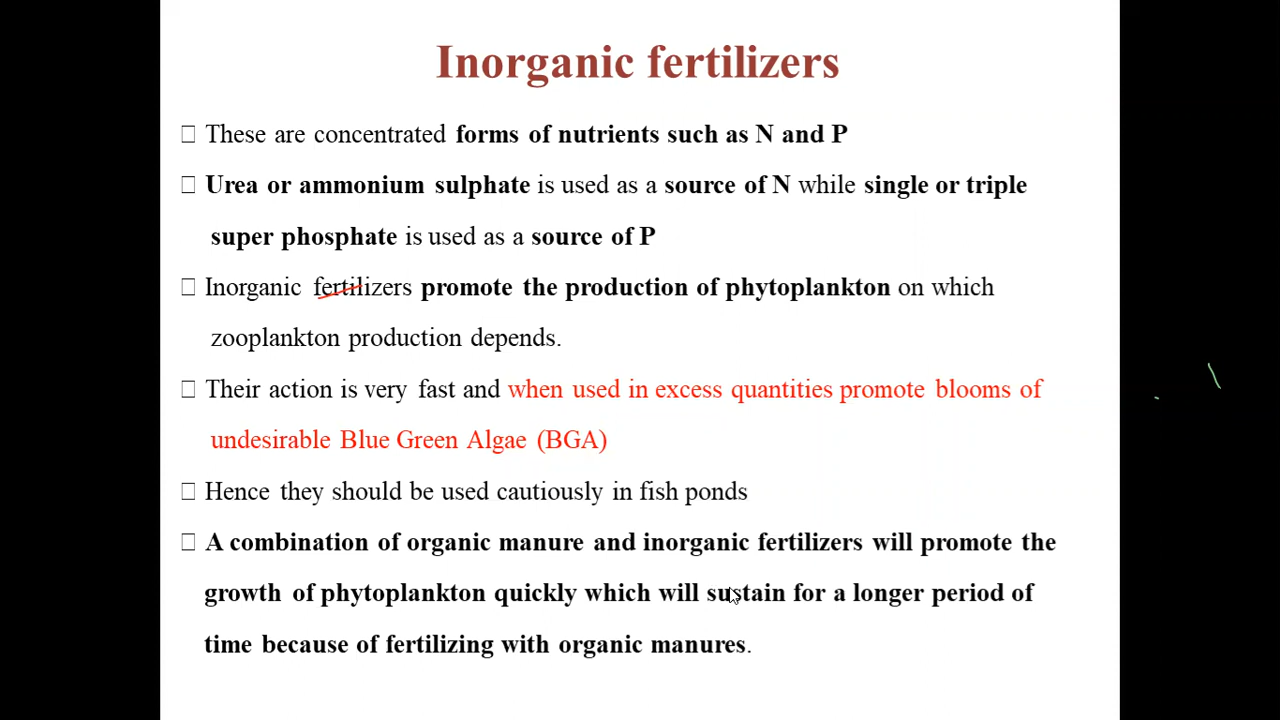 Inorganic fertilizers
These are concentrated forms of nutrients such as N and P
Urea or ammonium sulphate is used as a source of N while single or triple
super phosphate is used as a source of P
Inorganic fertilizers promote the production of phytoplankton on which
zooplankton production depends.
Their action is very fast and when used in excess quantities promote blooms of
undesirable Blue Green Algae (BGA)
Hence they should be used cautiously in fish ponds
A combination of organic manure and inorganic fertilizers will promote the
growth of phytoplankton quickly which will sustain for a longer period of
time because of fertilizing with organic manures.